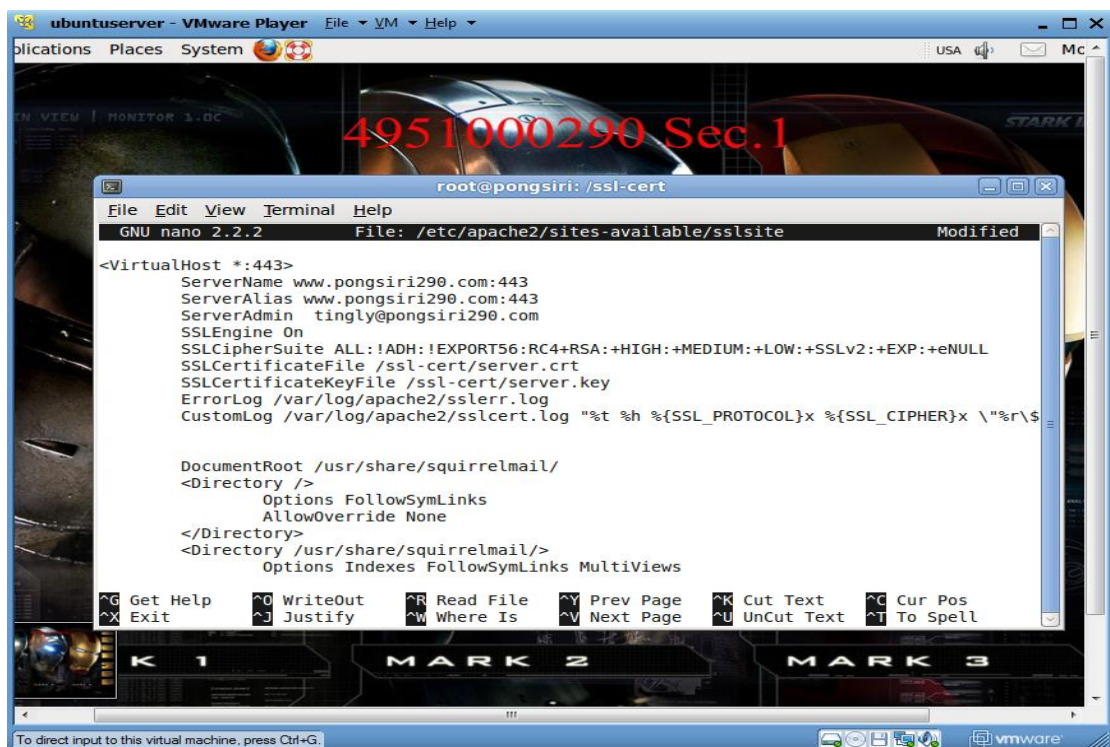 ubuntuserver - VMware Player File VM Help
plications Places System USA Mc
IN VIEW | MONITOR 1.0C STARK I
4951000290 Sec.1
root@pongsiri: /ssl-cert
File Edit View Terminal Help
GNU nano 2.2.2 File: /etc/apache2/sites-available/sslsite Modified
<VirtualHost *:443>
ServerName www.pongsiri290.com:443
ServerAlias www.pongsiri290.com:443
ServerAdmin tingly@pongsiri290.com
SSLEngine On
SSLCipherSuite ALL:!ADH:!EXPORT56:RC4+RSA:+HIGH:+MEDIUM:+LOW:+SSLv2:+EXP:+eNULL
SSLCertificateFile /ssl-cert/server.crt
SSLCertificateKeyFile /ssl-cert/server.key
ErrorLog /var/log/apache2/sslerr.log
CustomLog /var/log/apache2/sslcert.log "%t %h %{SSL_PROTOCOL}x %{SSL_CIPHER}x \"%r\$
DocumentRoot /usr/share/squirrelmail/
<Directory />
Options FollowSymLinks
AllowOverride None
</Directory>
<Directory /usr/share/squirrelmail/>
Options Indexes FollowSymLinks MultiViews
^G Get Help ^O WriteOut ^R Read File ^Y Prev Page ^K Cut Text ^C Cur Pos
^X Exit ^J Justify ^W Where Is ^V Next Page ^U UnCut Text ^T To Spell
K 1 MARK 2 MARK 3
To direct input to this virtual machine, press Ctrl+G. vmware